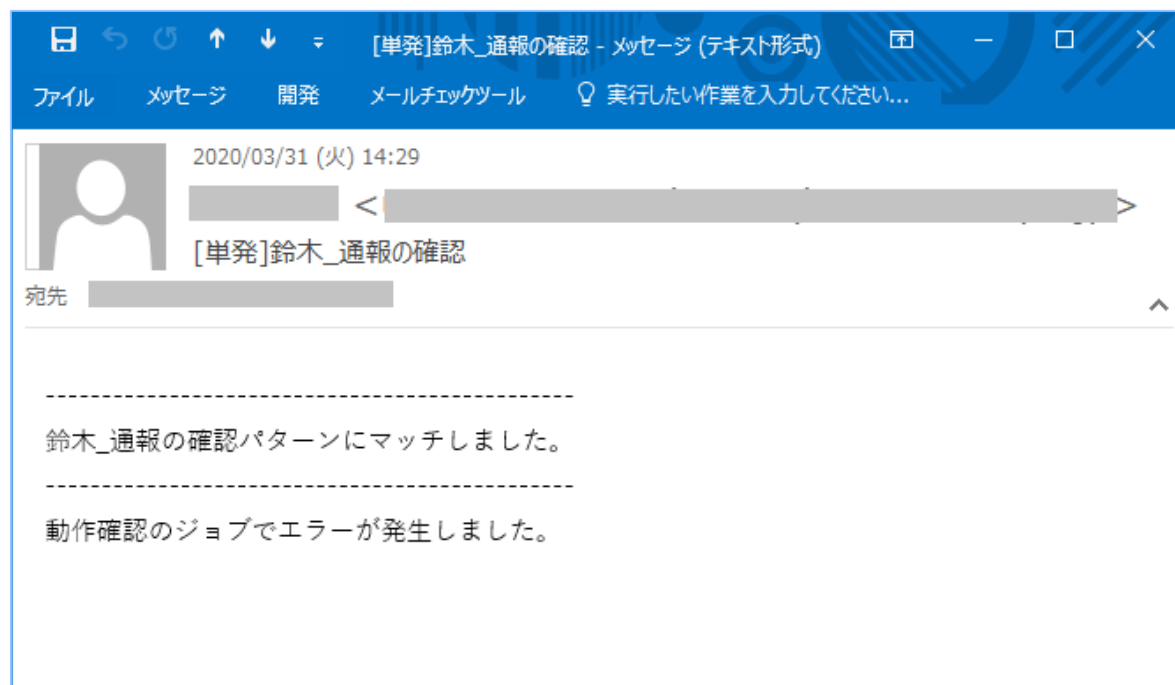 [単発]鈴木_通報の確認 - メッセージ (テキスト形式)
ファイル メッセージ 開発 メールチェックツール 実行したい作業を入力してください...
2020/03/31 (火) 14:29
< >
[単発]鈴木_通報の確認
宛先
-----------------------------------------------
鈴木_通報の確認パターンにマッチしました。
-----------------------------------------------
動作確認のジョブでエラーが発生しました。